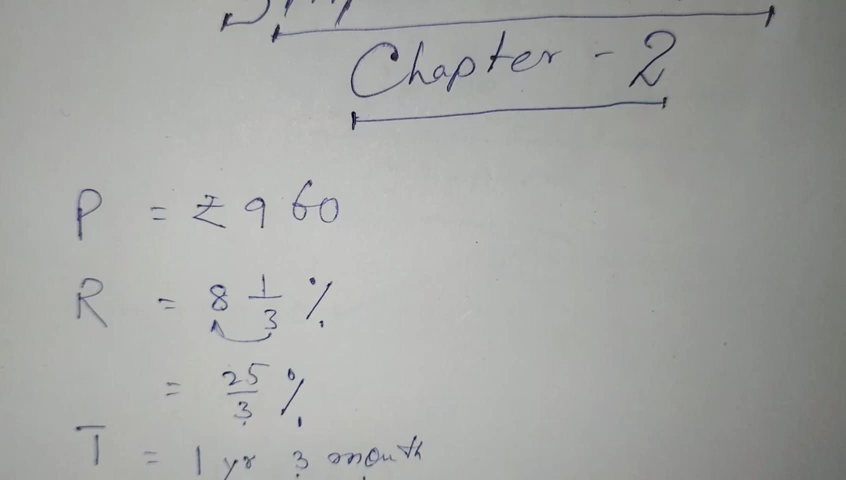 Chapter - 2
P = ₹ 960
R = 8 1/3 %
= 25/3 %
T = 1 yr 3 month